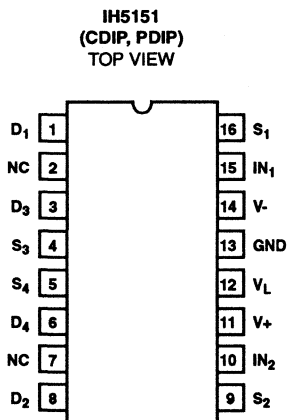 IH5151
(CDIP, PDIP)
TOP VIEW
D1 1 16 S1
NC 2 15 IN1
D3 3 14 V-
S3 4 13 GND
S4 5 12 VL
D4 6 11 V+
NC 7 10 IN2
D2 8 9 S2